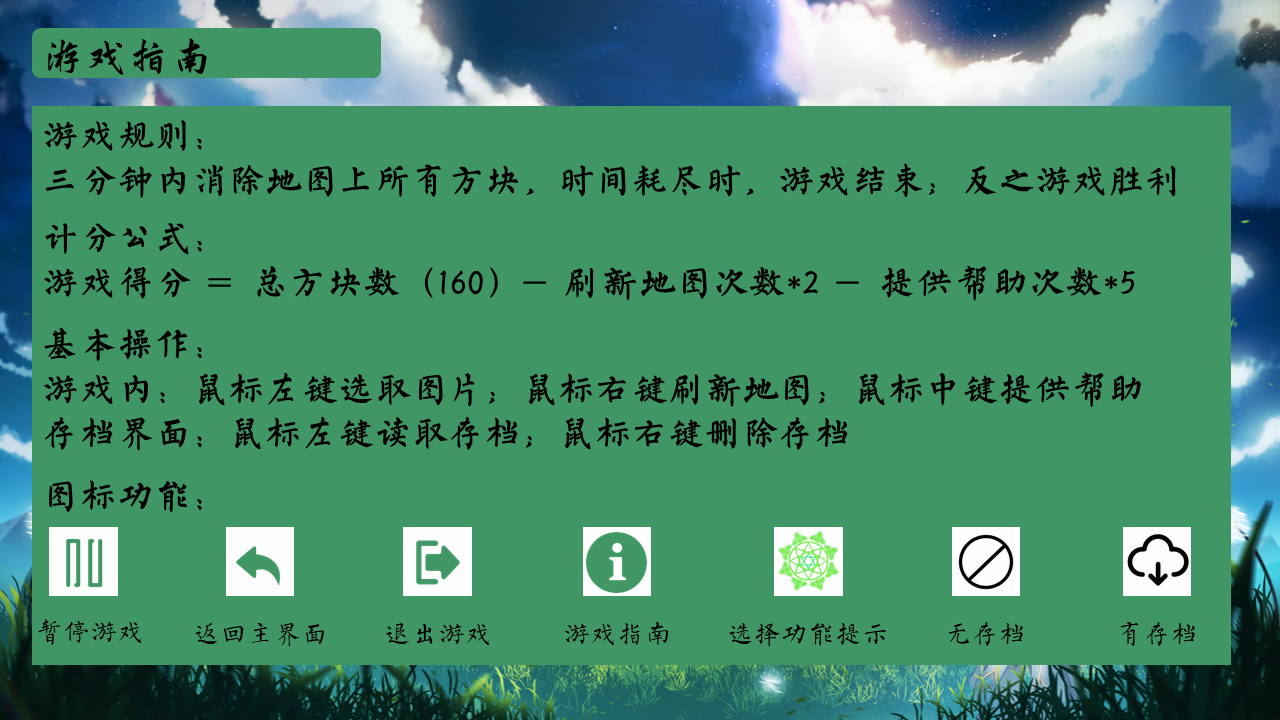 游戏指南
游戏规则：
三分钟内消除地图上所有方块，时间耗尽时，游戏结束；反之游戏胜利
计分公式：
游戏得分 = 总方块数（160）- 刷新地图次数*2 - 提供帮助次数*5
基本操作：
游戏内：鼠标左键选取图片；鼠标右键刷新地图；鼠标中键提供帮助
存档界面：鼠标左键读取存档；鼠标右键删除存档
图标功能：
暂停游戏 返回主界面 退出游戏 游戏指南 选择功能提示 无存档 有存档